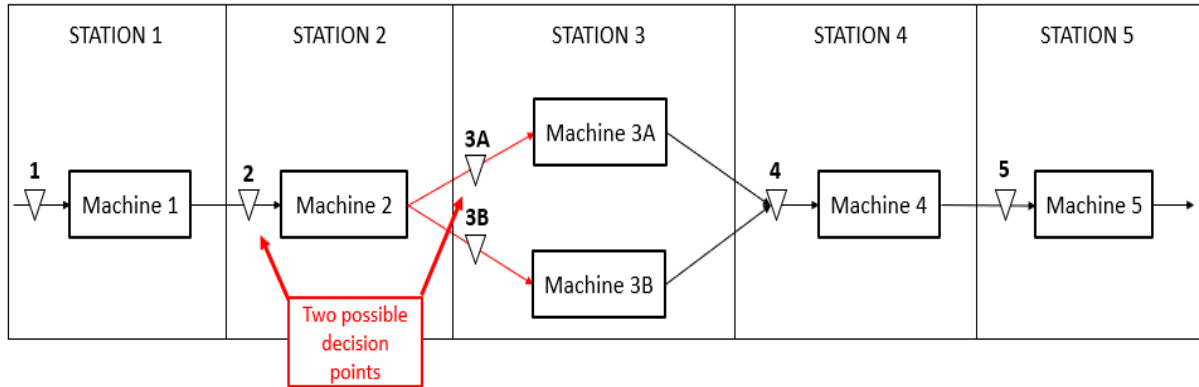 STATION 1
STATION 2
STATION 3
STATION 4
STATION 5
3A
Machine 3A
1
Machine 1
2
Machine 2
3B
Machine 3B
4
Machine 4
5
Machine 5
Two possible
decision
points